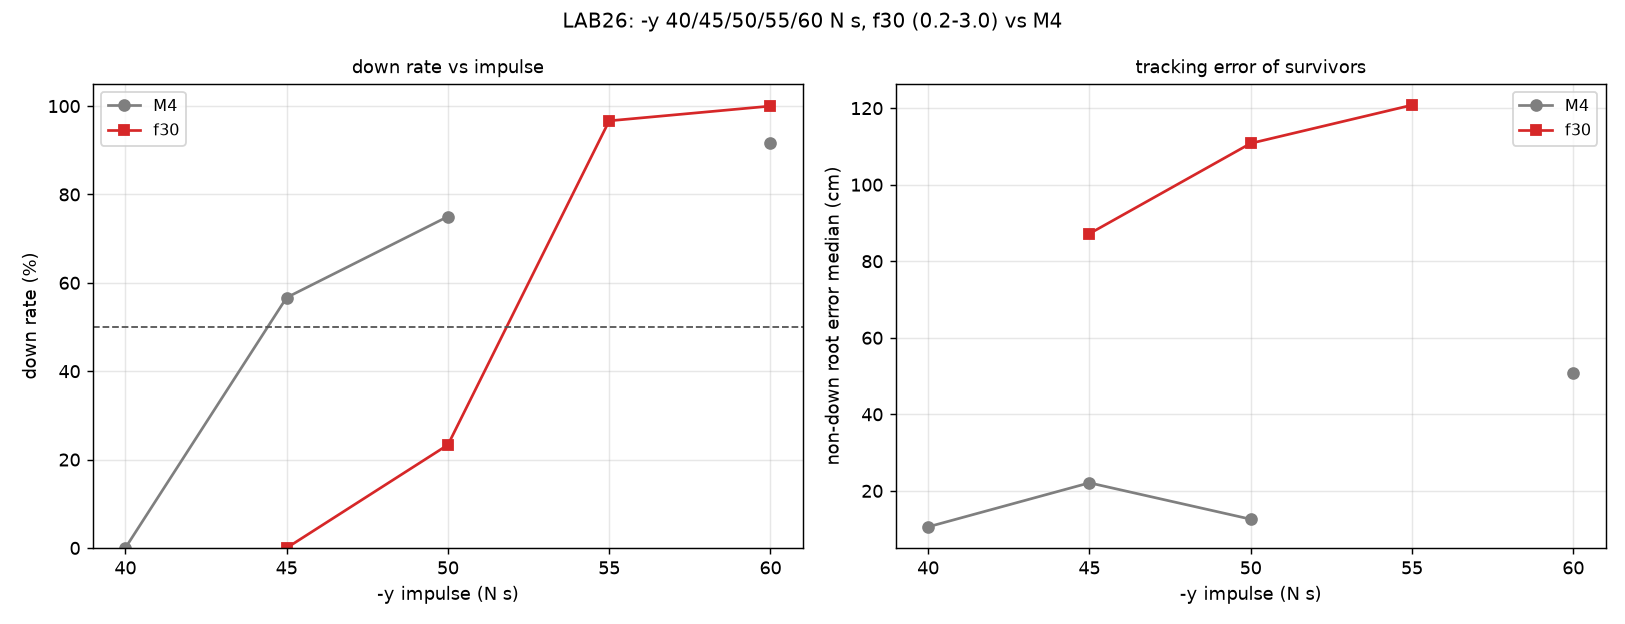 LAB26: -y 40/45/50/55/60 N s, f30 (0.2-3.0) vs M4
down rate vs impulse
M4
f30
100
80
60
40
20
0
down rate (%)
40 45 50 55 60
-y impulse (N s)
tracking error of survivors
M4
f30
120
100
80
60
40
20
non-down root error median (cm)
40 45 50 55 60
-y impulse (N s)